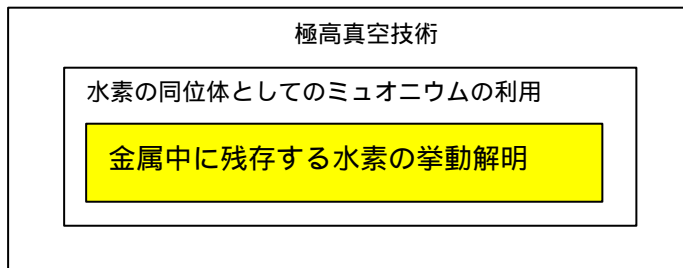 極高真空技術
水素の同位体としてのミュオニウムの利用
金属中に残存する水素の挙動解明